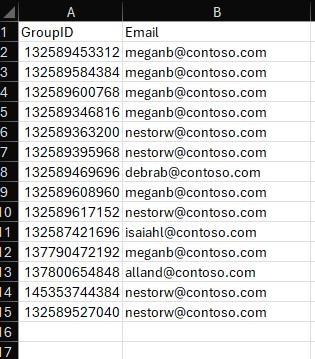 A B
1 GroupID Email
2 132589453312 meganb@contoso.com
3 132589584384 meganb@contoso.com
4 132589600768 meganb@contoso.com
5 132589346816 meganb@contoso.com
6 132589363200 nestorw@contoso.com
7 132589395968 nestorw@contoso.com
8 132589469696 debrab@contoso.com
9 132589608960 meganb@contoso.com
10 132589617152 nestorw@contoso.com
11 132587421696 isaiahl@contoso.com
12 137790472192 meganb@contoso.com
13 137800654848 alland@contoso.com
14 145353744384 nestorw@contoso.com
15 132589527040 nestorw@contoso.com
16
17